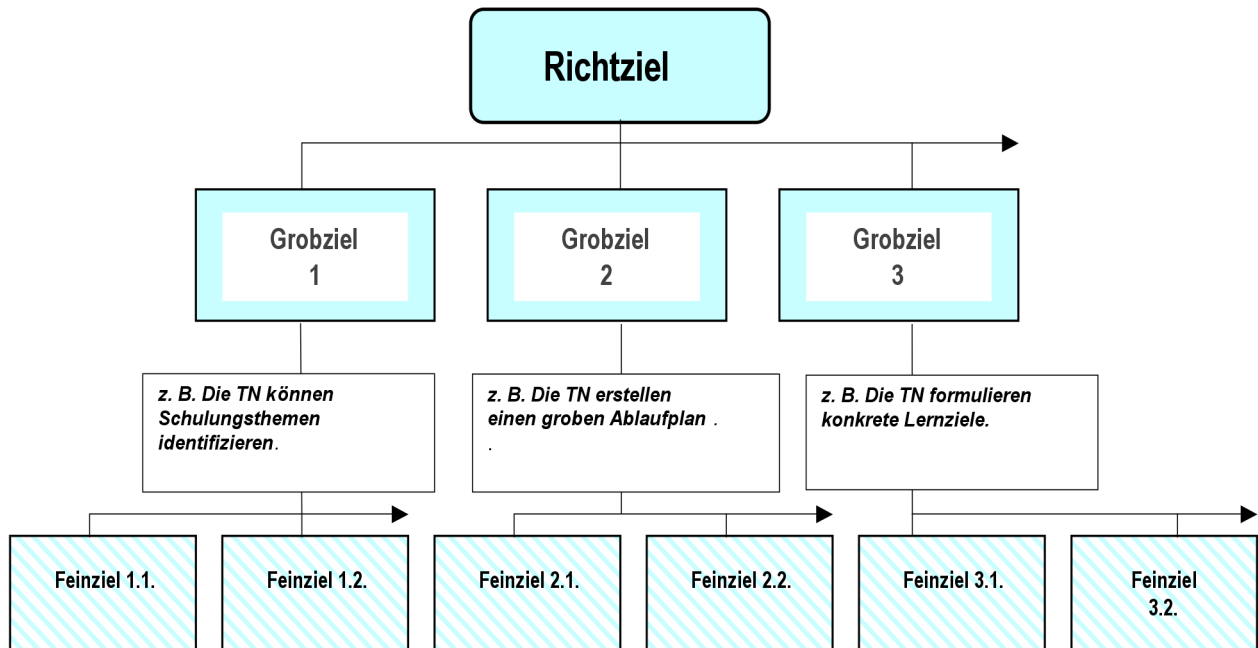 Richtziel
Grobziel
1
Grobziel
2
Grobziel
3
z. B. Die TN können
Schulungsthemen
identifizieren.
z. B. Die TN erstellen
einen groben Ablaufplan .
.
z. B. Die TN formulieren
konkrete Lernziele.
Feinziel 1.1.
Feinziel 1.2.
Feinziel 2.1.
Feinziel 2.2.
Feinziel 3.1.
Feinziel
3.2.